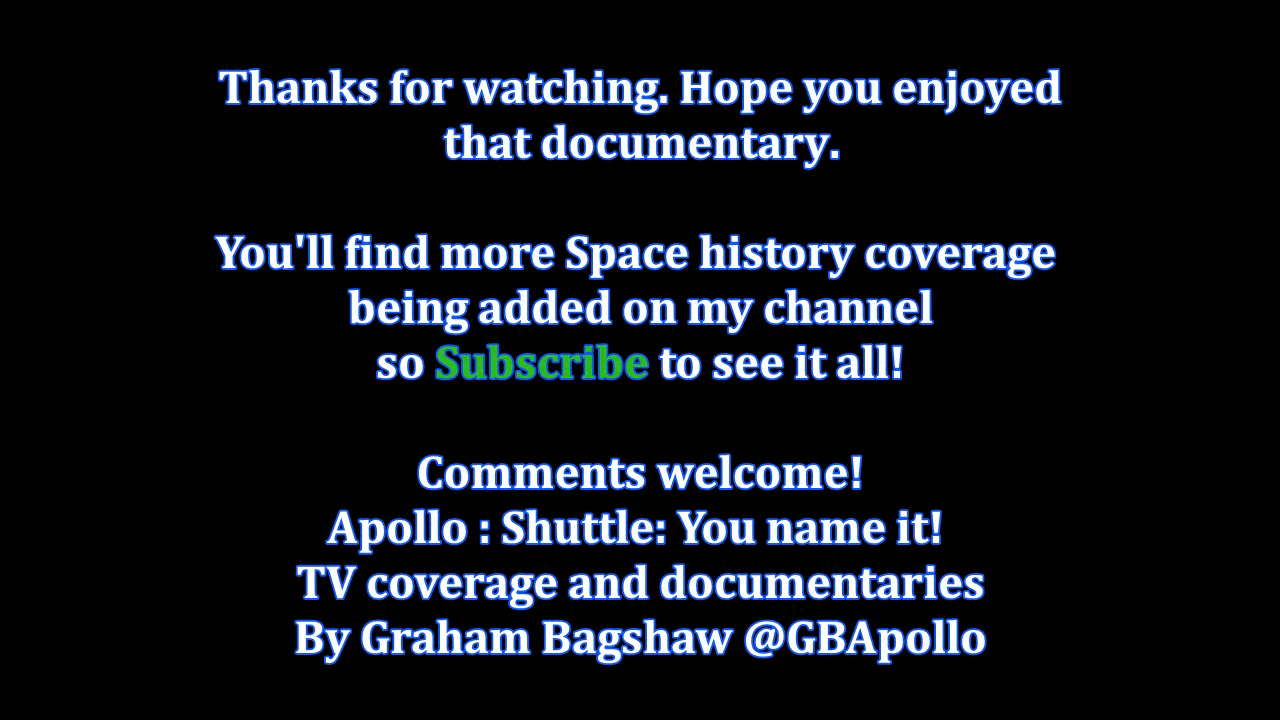 Thanks for watching. Hope you enjoyed
that documentary.
You'll find more Space history coverage
being added on my channel
so Subscribe to see it all!
Comments welcome!
Apollo : Shuttle: You name it!
TV coverage and documentaries
By Graham Bagshaw @GBApollo